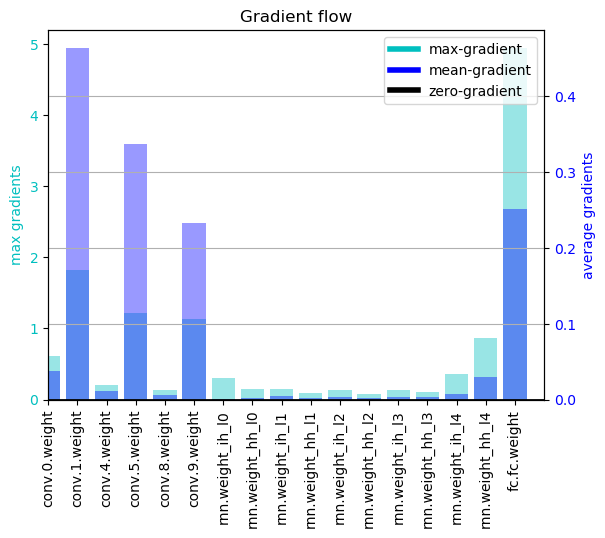 Gradient flow
max-gradient
mean-gradient
zero-gradient
5
4
3
2
1
0
max gradients
0.4
0.3
0.2
0.1
0.0
average gradients
conv.0.weight
conv.1.weight
conv.4.weight
conv.5.weight
conv.8.weight
conv.9.weight
rnn.weight_ih_l0
rnn.weight_hh_l0
rnn.weight_ih_l1
rnn.weight_hh_l1
rnn.weight_ih_l2
rnn.weight_hh_l2
rnn.weight_ih_l3
rnn.weight_hh_l3
rnn.weight_ih_l4
rnn.weight_hh_l4
fc.fc.weight